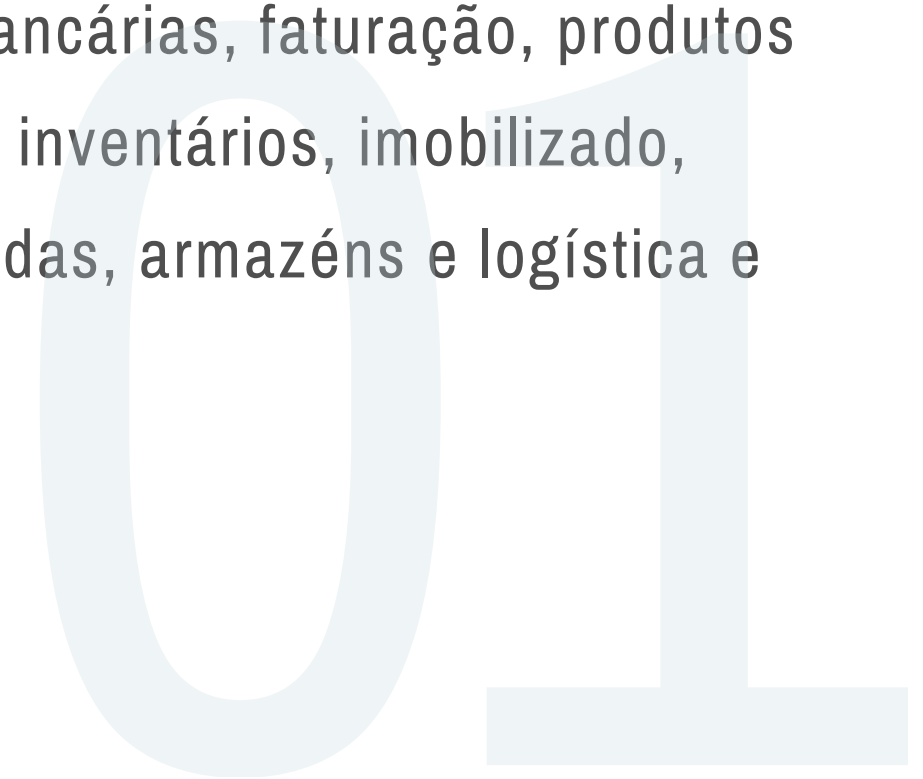 ancárias, faturação, produtos
inventários, imobilizado,
das, armazéns e logística e
01